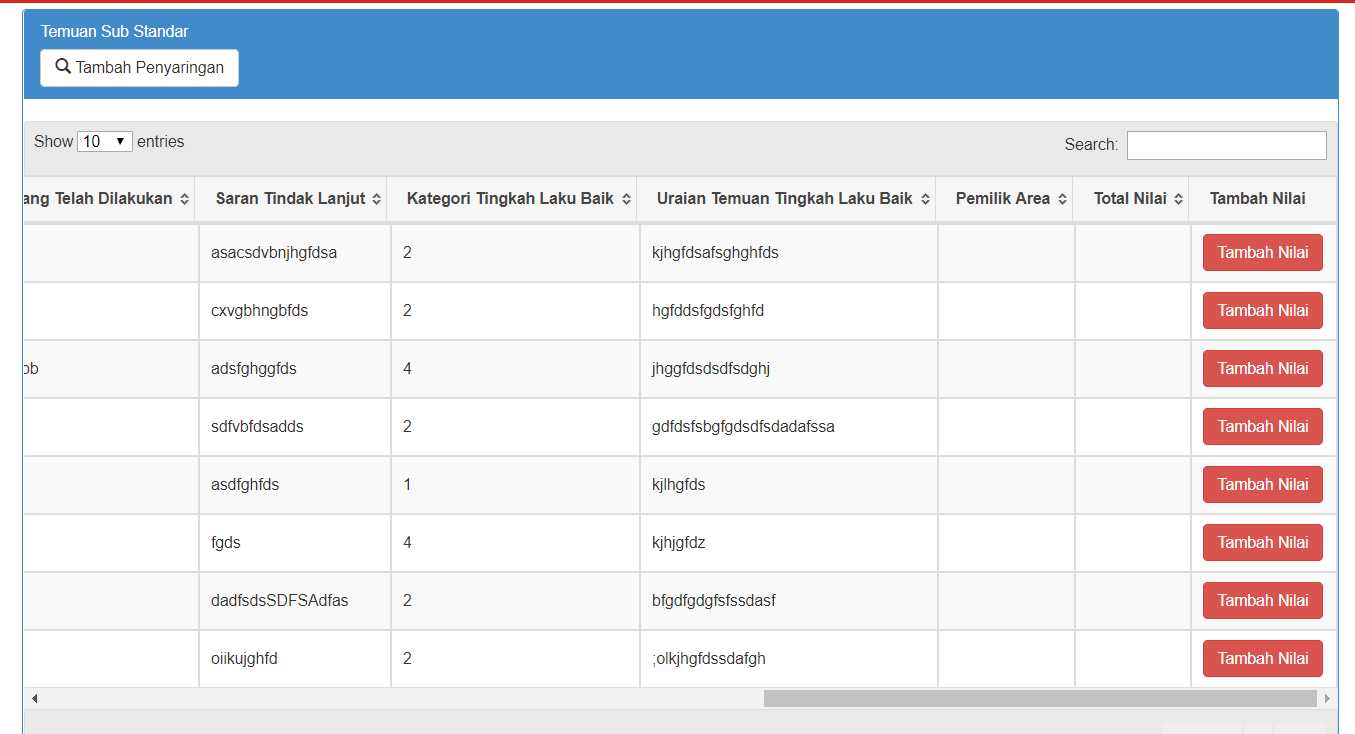 Temuan Sub Standar
Tambah Penyaringan
Show 10 entries
Search:
ang Telah Dilakukan Saran Tindak Lanjut Kategori Tingkah Laku Baik Uraian Temuan Tingkah Laku Baik Pemilik Area Total Nilai Tambah Nilai
asacsdvbnjhgfdsa 2 kjhgfdsafsghghfds Tambah Nilai
cxvgbhngbfds 2 hgfddsfgdsfghfd Tambah Nilai
ob adsfghggfds 4 jhggfdsdsdfsdghj Tambah Nilai
sdfvbfdsadds 2 gdfdsfsbgfgdsdfsdadafssa Tambah Nilai
asdfghfds 1 kjlhgfds Tambah Nilai
fgds 4 kjhjgfdz Tambah Nilai
dadfsdsSDFSAdfas 2 bfgdfgdgfsfssdasf Tambah Nilai
oiikujghfd 2 ;olkjhgfdssdafgh Tambah Nilai